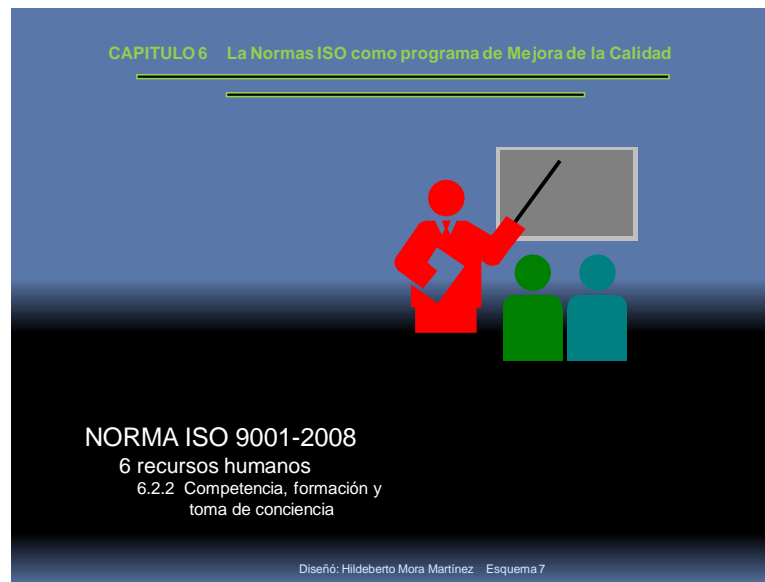 CAPITULO 6 La Normas ISO como programa de Mejora de la Calidad
NORMA ISO 9001-2008
6 recursos humanos
6.2.2 Competencia, formación y
toma de conciencia
Diseñó: Hildeberto Mora Martínez Esquema 7